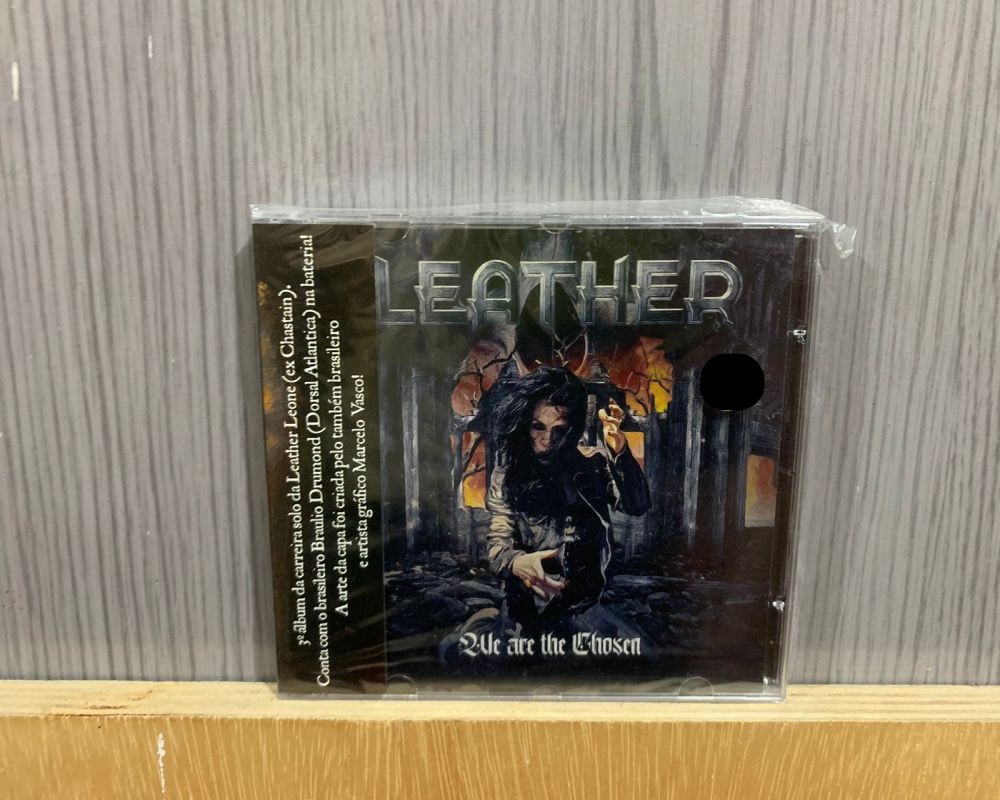 3º álbum da carreira solo da Leather Leone (ex Chastain).
Conta com o brasileiro Braulio Drumond (Dorsal Atlantica) na bateria!
A arte da capa foi criada pelo também brasileiro
e artista gráfico Marcelo Vasco!
LEATHER
We are the Chosen